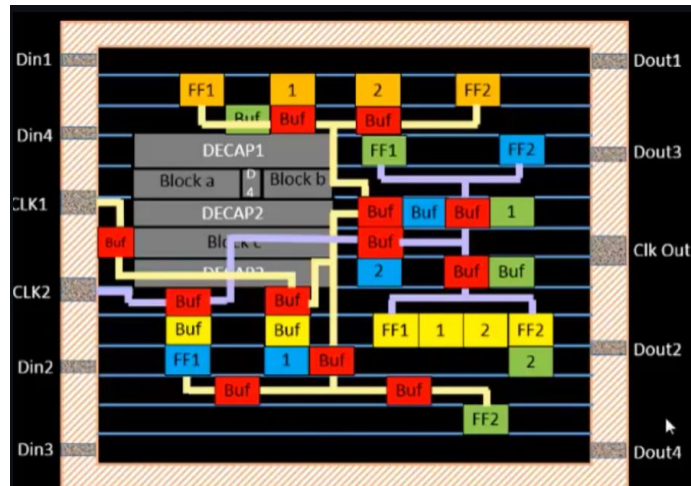 Din1
Dout1
FF1 1 2 FF2
Buf Buf Buf
Din4
DECAP1 FF1 FF2
Dout3
Block a D4 Block b
CLK1
DECAP2 Buf Buf Buf 1
Buf Block c Buf
Clk Out
2 Buf Buf
CLK2
Buf Buf
Buf Buf FF1 1 2 FF2
Dout2
Din2
FF1 1 Buf 2
Buf Buf
FF2
Din3
Dout4